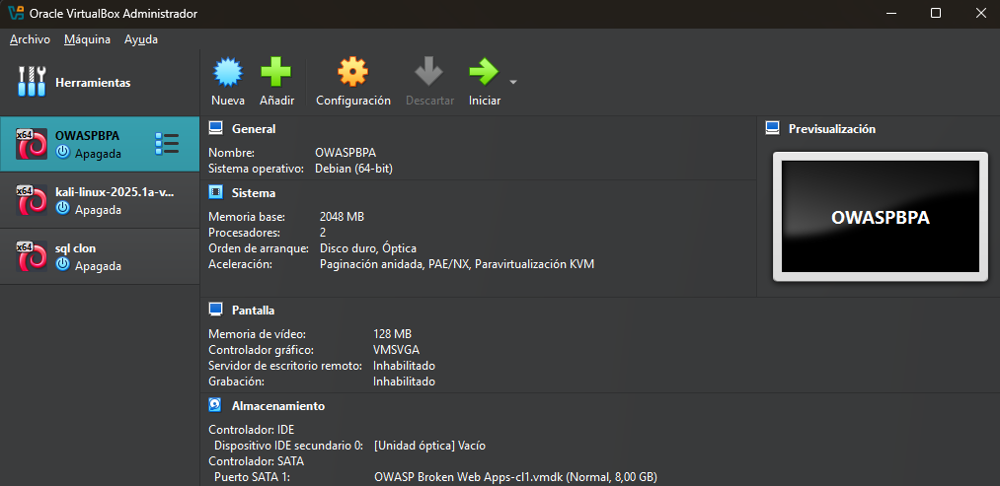 Oracle VirtualBox Administrador
Archivo Máquina Ayuda
Herramientas
Nueva Añadir Configuración Descartar Iniciar
x64 OWASPBPA
Apagada
x64 kali-linux-2025.1a-v...
Apagada
x64 sql clon
Apagada
General
Nombre: OWASPBPA
Sistema operativo: Debian (64-bit)
Sistema
Memoria base: 2048 MB
Procesadores: 2
Orden de arranque: Disco duro, Óptica
Aceleración: Paginación anidada, PAE/NX, Paravirtualización KVM
Previsualización
OWASPBPA
Pantalla
Memoria de vídeo: 128 MB
Controlador gráfico: VMSVGA
Servidor de escritorio remoto: Inhabilitado
Grabación: Inhabilitado
Almacenamiento
Controlador: IDE
Dispositivo IDE secundario 0: [Unidad óptica] Vacío
Controlador: SATA
Puerto SATA 1: OWASP Broken Web Apps-cl1.vmdk (Normal, 8,00 GB)